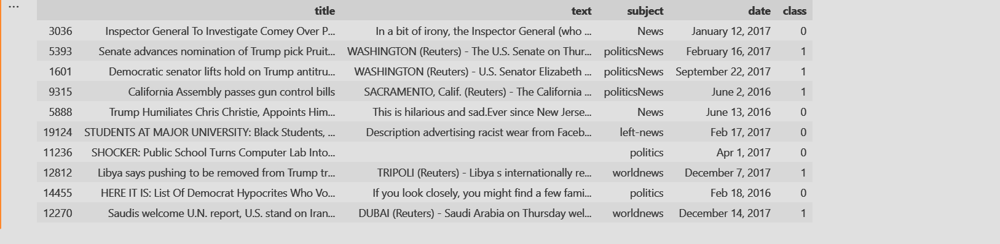 ...
title text subject date class
3036 Inspector General To Investigate Comey Over P... In a bit of irony, the Inspector General (who ... News January 12, 2017 0
5393 Senate advances nomination of Trump pick Pruit... WASHINGTON (Reuters) - The U.S. Senate on Thur... politicsNews February 16, 2017 1
1601 Democratic senator lifts hold on Trump antitru... WASHINGTON (Reuters) - U.S. Senator Elizabeth ... politicsNews September 22, 2017 1
9315 California Assembly passes gun control bills SACRAMENTO, Calif. (Reuters) - The California ... politicsNews June 2, 2016 1
5888 Trump Humiliates Chris Christie, Appoints Him... This is hilarious and sad.Ever since New Jerse... News June 13, 2016 0
19124 STUDENTS AT MAJOR UNIVERSITY: Black Students, ... Description advertising racist wear from Faceb... left-news Feb 17, 2017 0
11236 SHOCKER: Public School Turns Computer Lab Into... politics Apr 1, 2017 0
12812 Libya says pushing to be removed from Trump tr... TRIPOLI (Reuters) - Libya s internationally re... worldnews December 7, 2017 1
14455 HERE IT IS: List Of Democrat Hypocrites Who Vo... If you look closely, you might find a few fami... politics Feb 18, 2016 0
12270 Saudis welcome U.N. report, U.S. stand on Iran... DUBAI (Reuters) - Saudi Arabia on Thursday wel... worldnews December 14, 2017 1